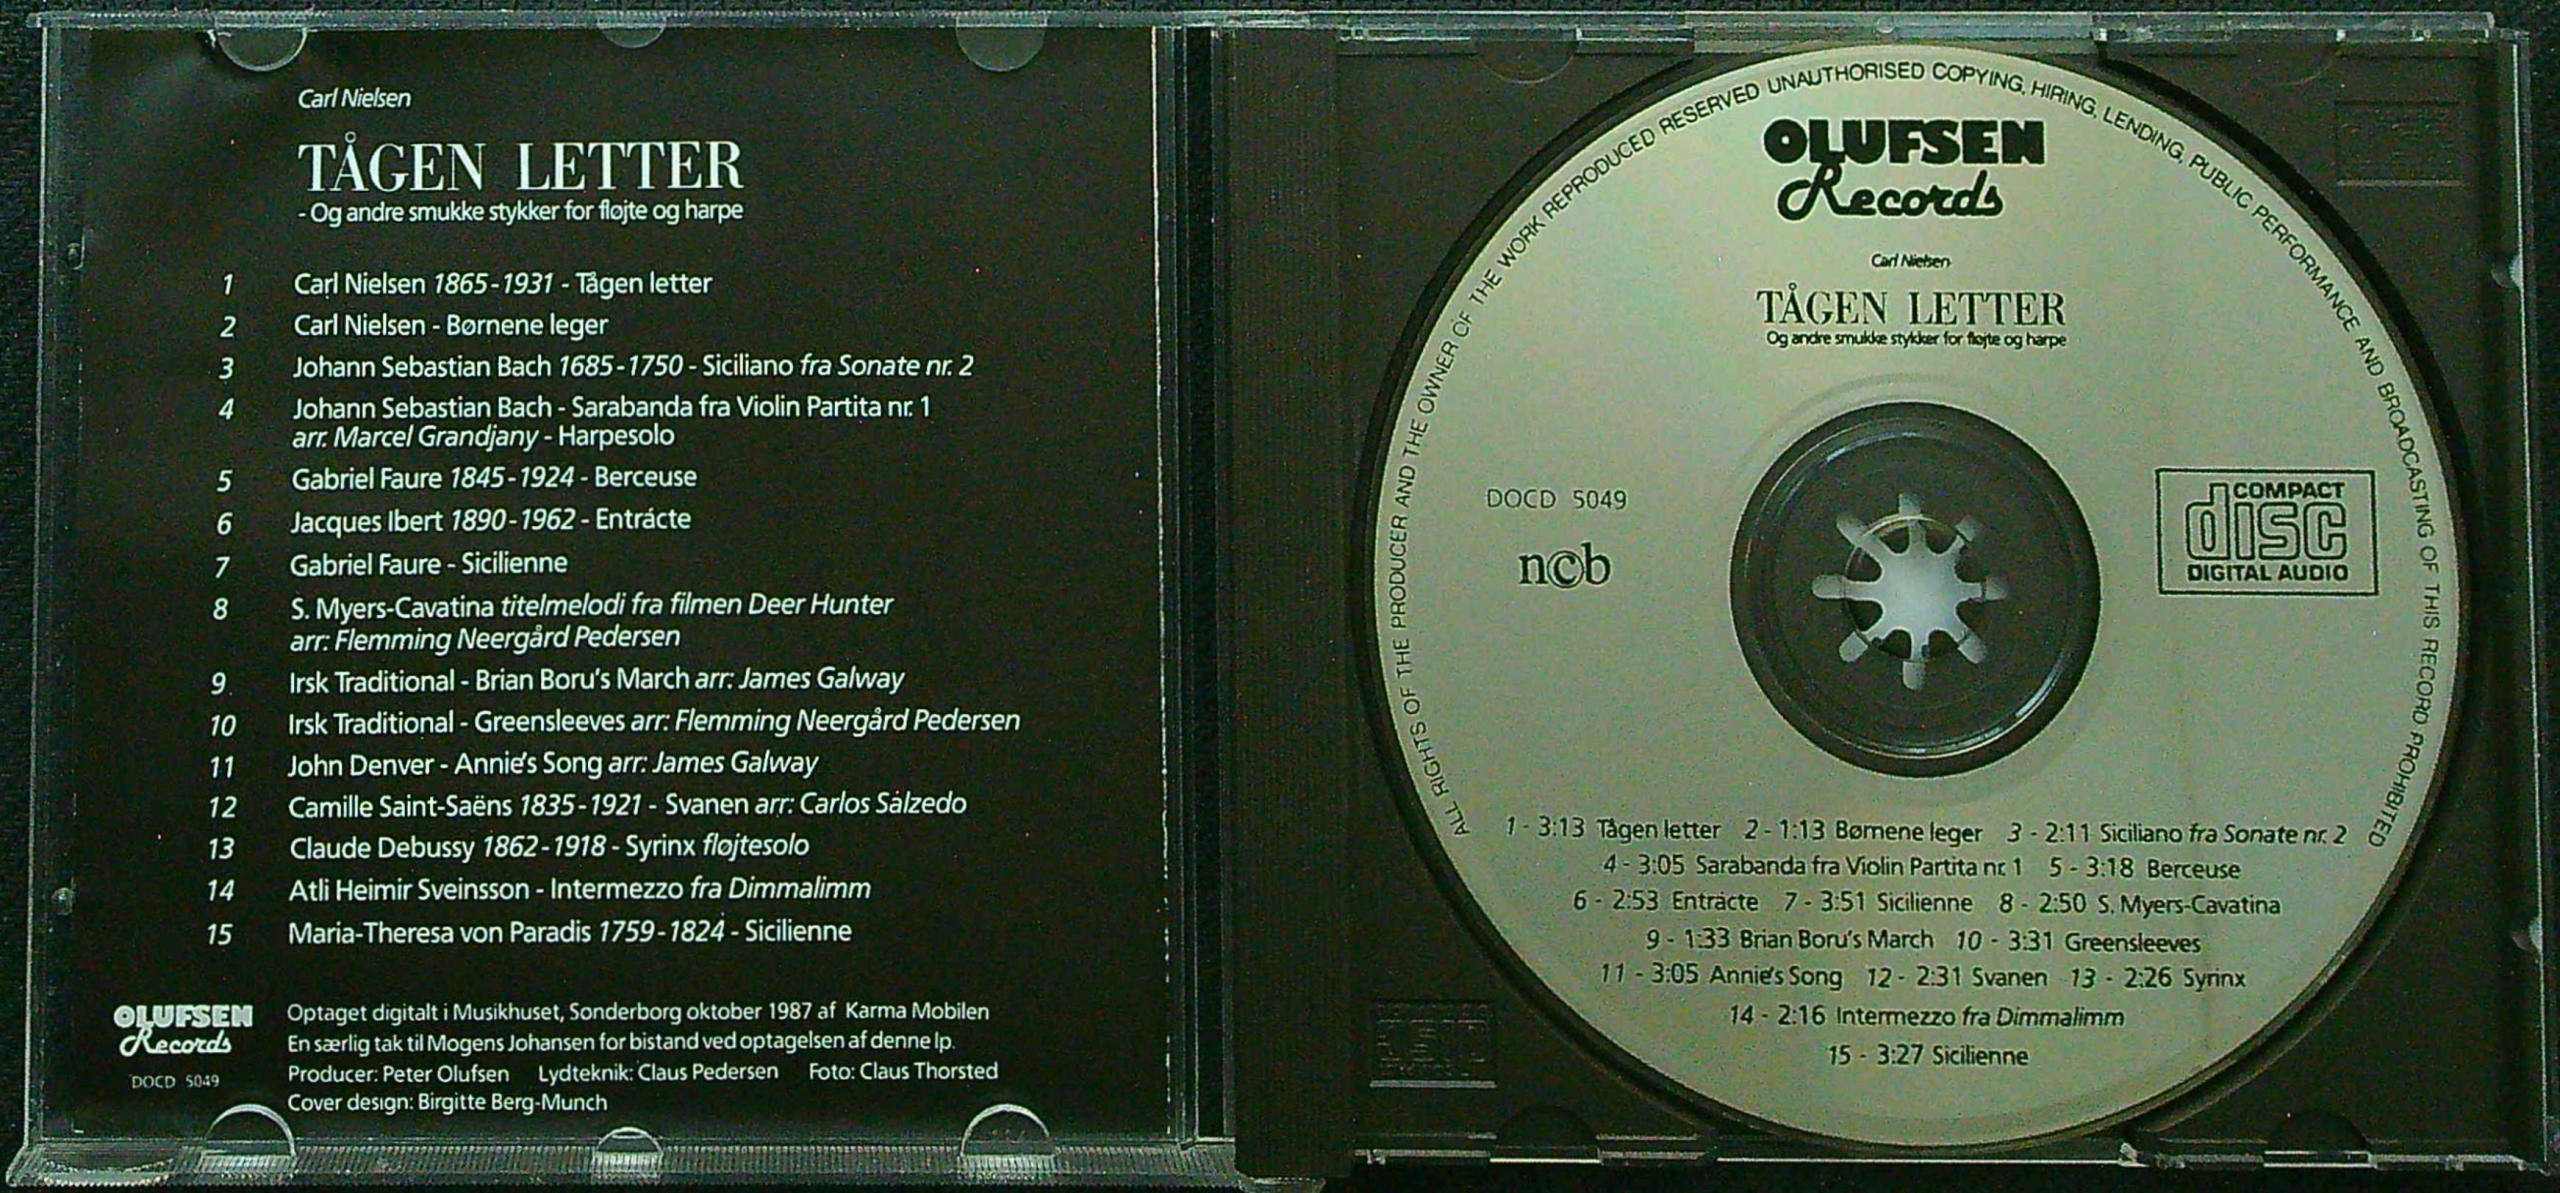 Carl Nielsen
TÅGEN LETTER
- Og andre smukke stykker for fløjte og harpe
1 Carl Nielsen 1865-1931 - Tågen letter
2 Carl Nielsen - Børnene leger
3 Johann Sebastian Bach 1685-1750 - Siciliano fra Sonate nr. 2
4 Johann Sebastian Bach - Sarabanda fra Violin Partita nr. 1
arr. Marcel Grandjany - Harpesolo
5 Gabriel Faure 1845-1924 - Berceuse
6 Jacques Ibert 1890-1962 - Entrácte
7 Gabriel Faure - Sicilienne
8 S. Myers-Cavatina titelmelodi fra filmen Deer Hunter
arr.: Flemming Neergård Pedersen
9 Irsk Traditional - Brian Boru's March arr.: James Galway
10 Irsk Traditional - Greensleeves arr.: Flemming Neergård Pedersen
11 John Denver - Annie's Song arr.: James Galway
12 Camille Saint-Saëns 1835-1921 - Svanen arr.: Carlos Salzedo
13 Claude Debussy 1862-1918 - Syrinx fløjtesolo
14 Atli Heimir Sveinsson - Intermezzo fra Dimmalimm
15 Maria-Theresa von Paradis 1759-1824 - Sicilienne
OLUFSEN
Records
DOCD 5049
Optaget digitalt i Musikhuset, Sønderborg oktober 1987 af Karma Mobilen
En særlig tak til Mogens Johansen for bistand ved optagelsen af denne lp.
Producer: Peter Olufsen Lydteknik: Claus Pedersen Foto: Claus Thorsted
Cover design: Birgitte Berg-Munch
ALL RIGHTS OF THE PRODUCER AND THE OWNER OF THE WORK REPRODUCED RESERVED UNAUTHORISED COPYING, HIRING, LENDING, PUBLIC PERFORMANCE AND BROADCASTING OF THIS RECORD PROHIBITED
OLUFSEN
Records
Carl Nielsen
TÅGEN LETTER
Og andre smukke stykker for fløjte og harpe
DOCD 5049
ncb
COMPACT
disc
DIGITAL AUDIO
1 - 3:13 Tågen letter 2 - 1:13 Børnene leger 3 - 2:11 Siciliano fra Sonate nr. 2
4 - 3:05 Sarabanda fra Violin Partita nr. 1 5 - 3:18 Berceuse
6 - 2:53 Entrácte 7 - 3:51 Sicilienne 8 - 2:50 S. Myers-Cavatina
9 - 1:33 Brian Boru's March 10 - 3:31 Greensleeves
11 - 3:05 Annie's Song 12 - 2:31 Svanen 13 - 2:26 Syrinx
14 - 2:16 Intermezzo fra Dimmalimm
15 - 3:27 Sicilienne